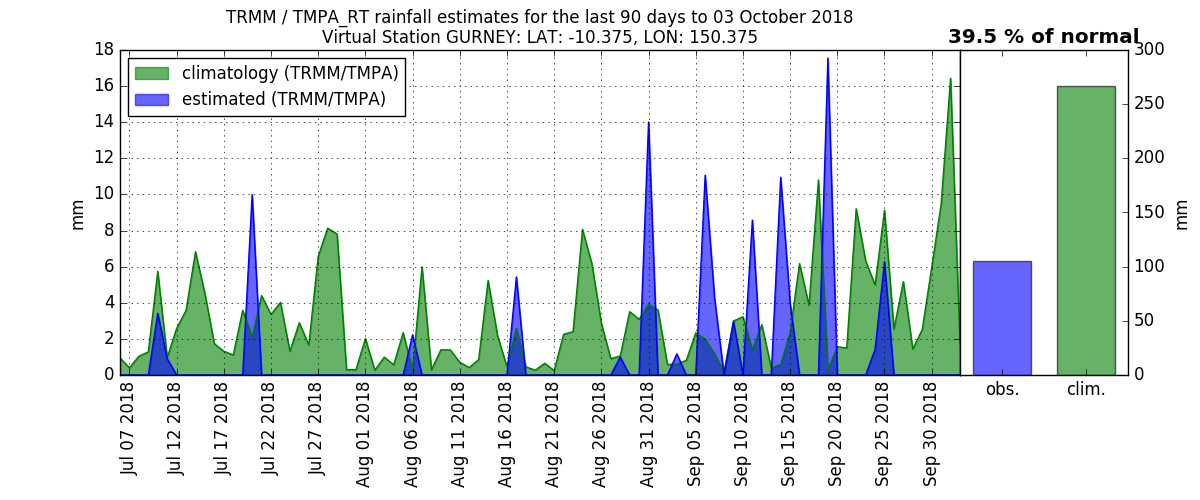 TRMM / TMPA_RT rainfall estimates for the last 90 days to 03 October 2018
Virtual Station GURNEY: LAT: -10.375, LON: 150.375
39.5 % of normal
climatology (TRMM/TMPA)
estimated (TRMM/TMPA)
mm
18
16
14
12
10
8
6
4
2
0
Jul 07 2018
Jul 12 2018
Jul 17 2018
Jul 22 2018
Jul 27 2018
Aug 01 2018
Aug 06 2018
Aug 11 2018
Aug 16 2018
Aug 21 2018
Aug 26 2018
Aug 31 2018
Sep 05 2018
Sep 10 2018
Sep 15 2018
Sep 20 2018
Sep 25 2018
Sep 30 2018
obs.
clim.
300
250
200
150
100
50
0
mm